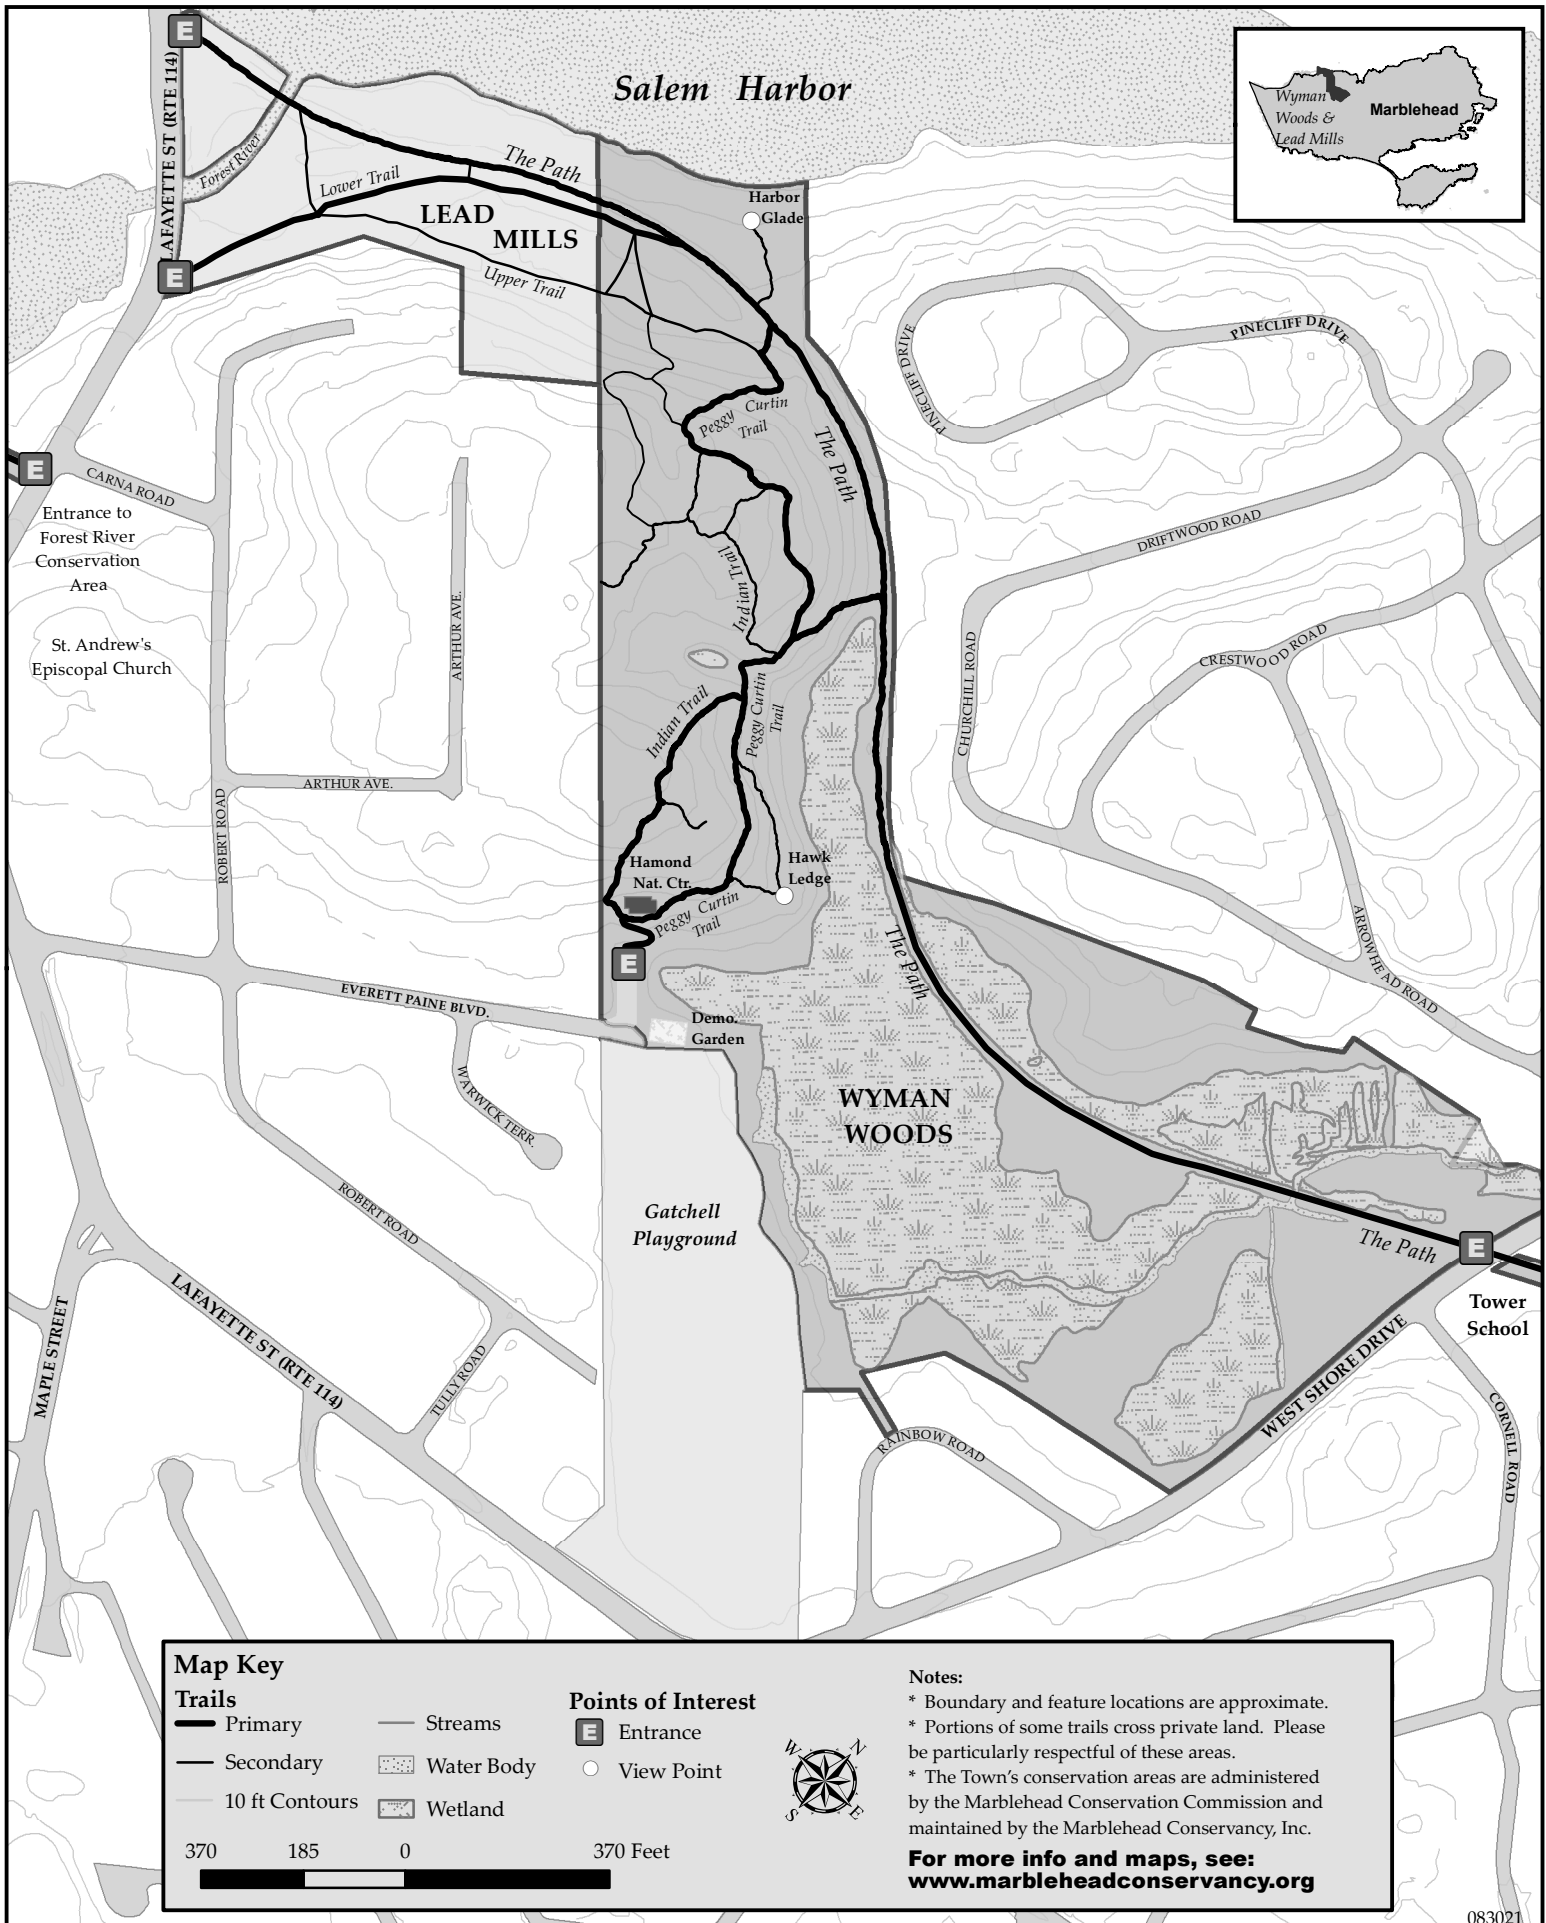 E
LAFAYETTE ST (RTE 114)
Forest River
Salem Harbor
Wyman
Woods &
Lead Mills
Marblehead
The Path
Lower Trail
LEAD
MILLS
Upper Trail
Harbor
Glade
E
PINECLIFF DRIVE
PINECLIFF DRIVE
PINECLIFF DRIVE
Peggy Curtin
Trail
The Path
E
CARNA ROAD
Entrance to
Forest River
Conservation
Area
St. Andrew's
Episcopal Church
ARTHUR AVE.
ARTHUR AVE.
ROBERT ROAD
Indian Trail
DRIFTWOOD ROAD
CHURCHILL ROAD
CRESTWOOD ROAD
Indian Trail
Peggy Curtin
Trail
Hamond
Nat. Ctr.
Hawk
Ledge
Peggy Curtin
Trail
E
The Path
ARROWHEAD ROAD
EVERETT PAINE BLVD.
Demo.
Garden
WARWICK TERR.
WYMAN
WOODS
ROBERT ROAD
Gatchell
Playground
The Path
E
Tower
School
MAPLE STREET
LAFAYETTE ST (RTE 114)
TULLY ROAD
WEST SHORE DRIVE
CORNELL ROAD
RAINBOW ROAD
Map Key
Trails
Primary
Secondary
10 ft Contours
Streams
Water Body
Wetland
Points of Interest
E Entrance
View Point
W N
S E
370 185 0 370 Feet
Notes:
* Boundary and feature locations are approximate.
* Portions of some trails cross private land. Please
be particularly respectful of these areas.
* The Town's conservation areas are administered
by the Marblehead Conservation Commission and
maintained by the Marblehead Conservancy, Inc.
For more info and maps, see:
www.marbleheadconservancy.org
083021